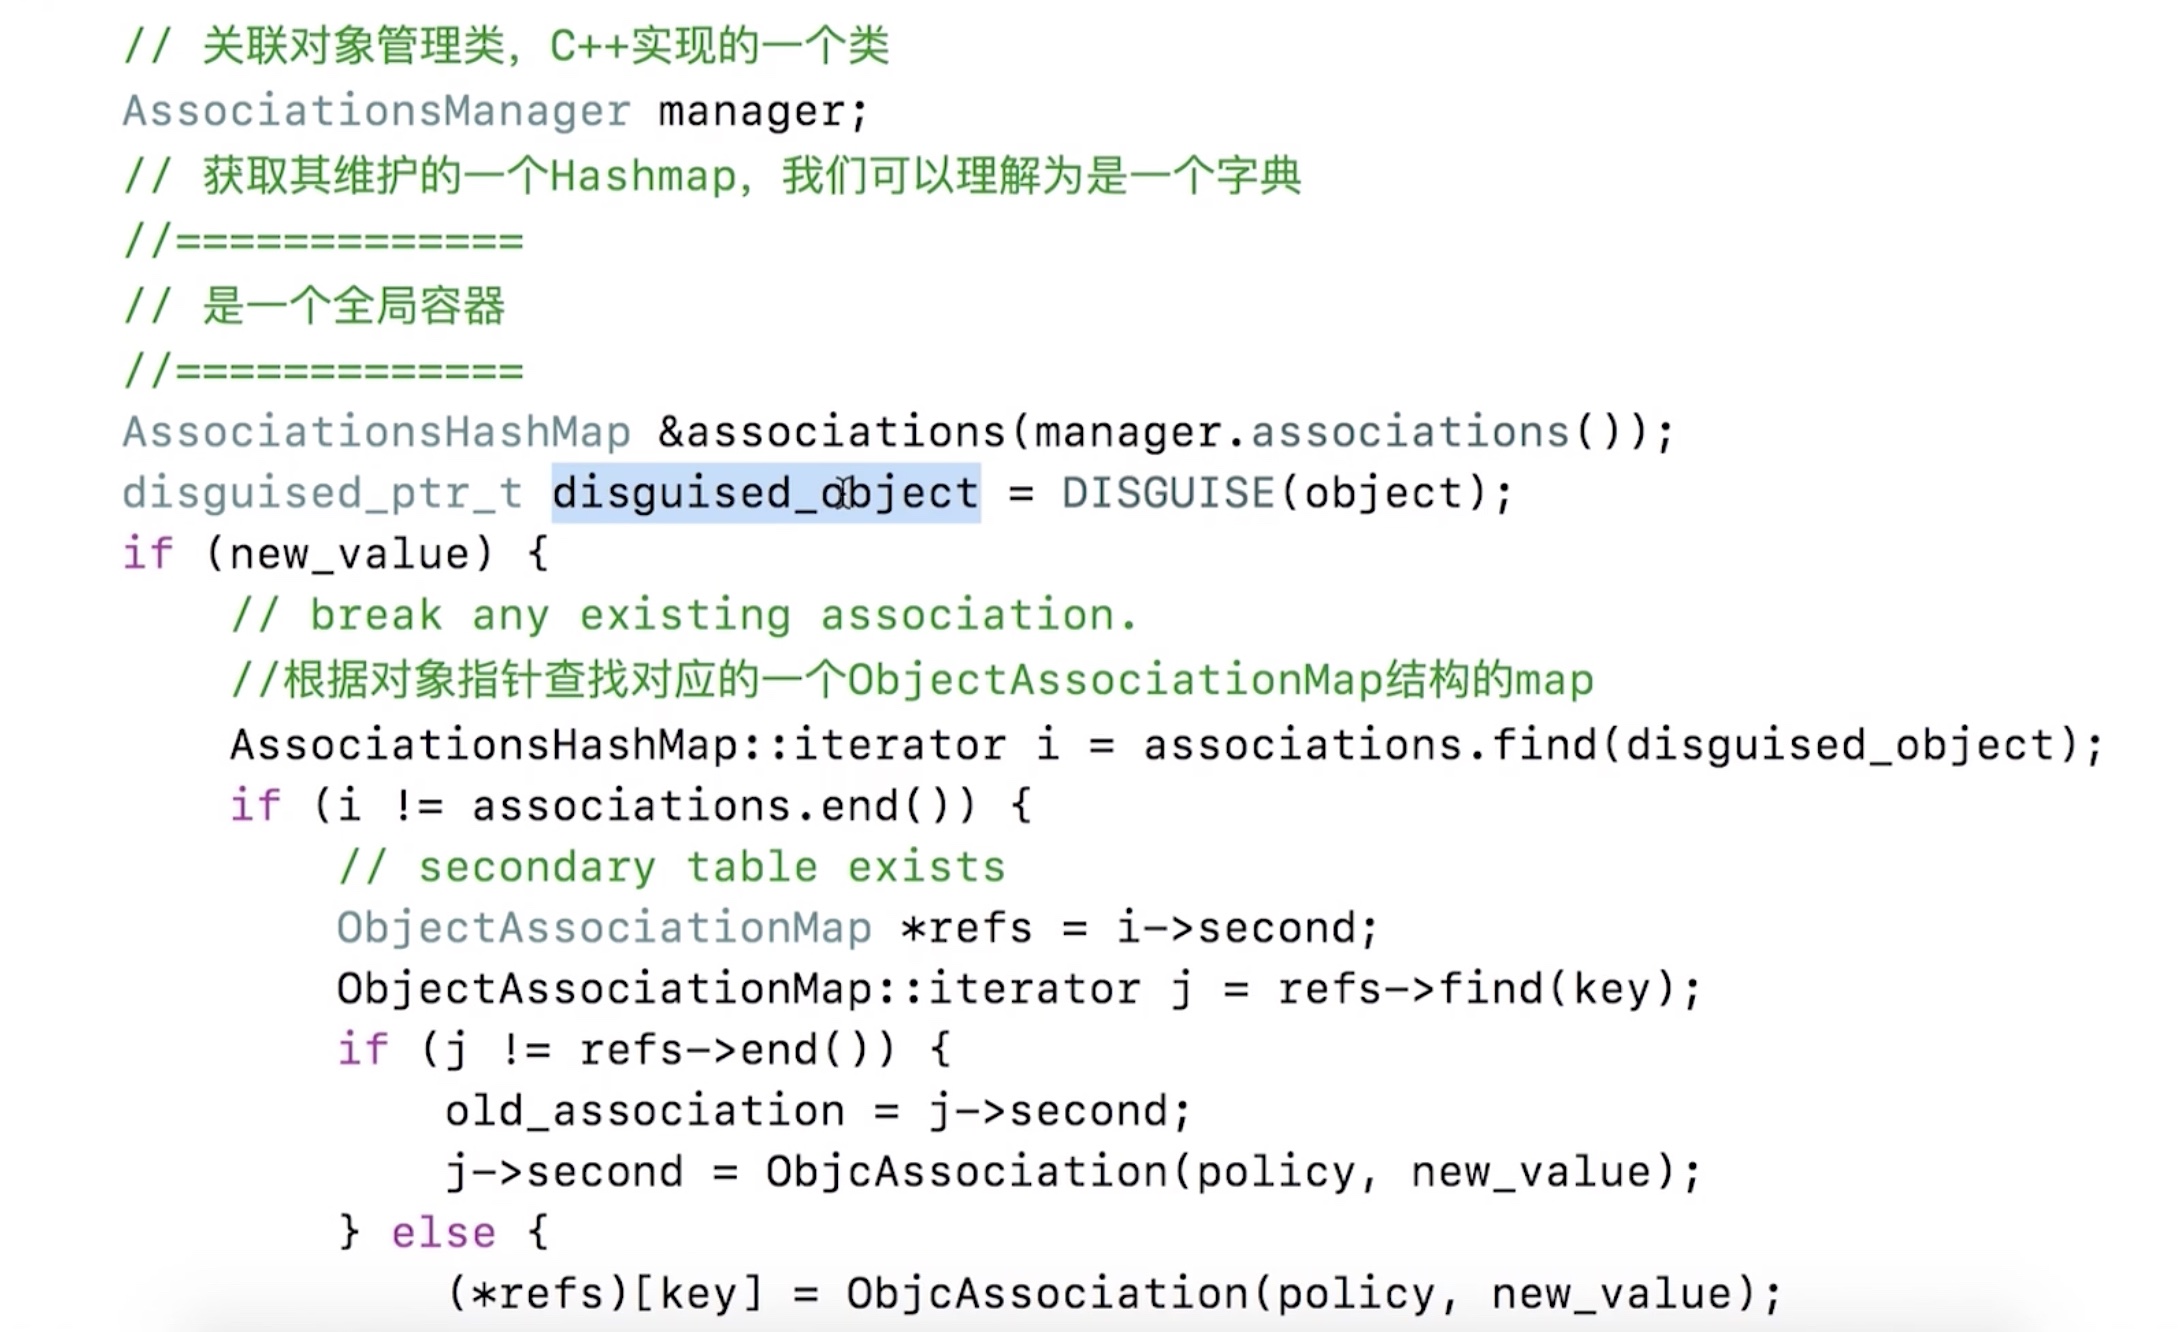 // 关联对象管理类，C++实现的一个类
AssociationsManager manager;
// 获取其维护的一个Hashmap，我们可以理解为是一个字典
//=============
// 是一个全局容器
//=============
AssociationsHashMap &associations(manager.associations());
disguised_ptr_t disguised_object = DISGUISE(object);
if (new_value) {
    // break any existing association.
    //根据对象指针查找对应的一个ObjectAssociationMap结构的map
    AssociationsHashMap::iterator i = associations.find(disguised_object);
    if (i != associations.end()) {
        // secondary table exists
        ObjectAssociationMap *refs = i->second;
        ObjectAssociationMap::iterator j = refs->find(key);
        if (j != refs->end()) {
            old_association = j->second;
            j->second = ObjcAssociation(policy, new_value);
        } else {
            (*refs)[key] = ObjcAssociation(policy, new_value);